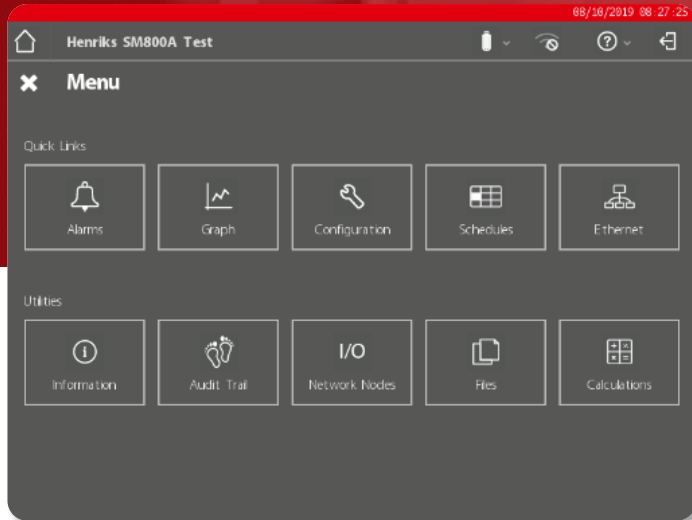 08/10/2019 08:27:25
Henriks SM800A Test
Menu
Quick Links
Alarms
Graph
Configuration
Schedules
Ethernet
Utilities
Information
I/O
Audit Trail
Network Nodes
Files
Calculations